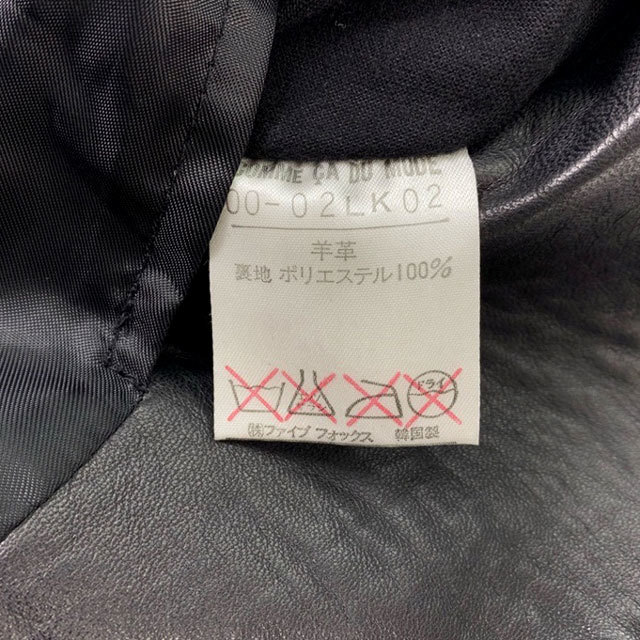 COMME ÇA DU MODE
00-02LK02
羊革
裏地 ポリエステル100%
ドライ
㈱ファイブ フォックス 韓国製